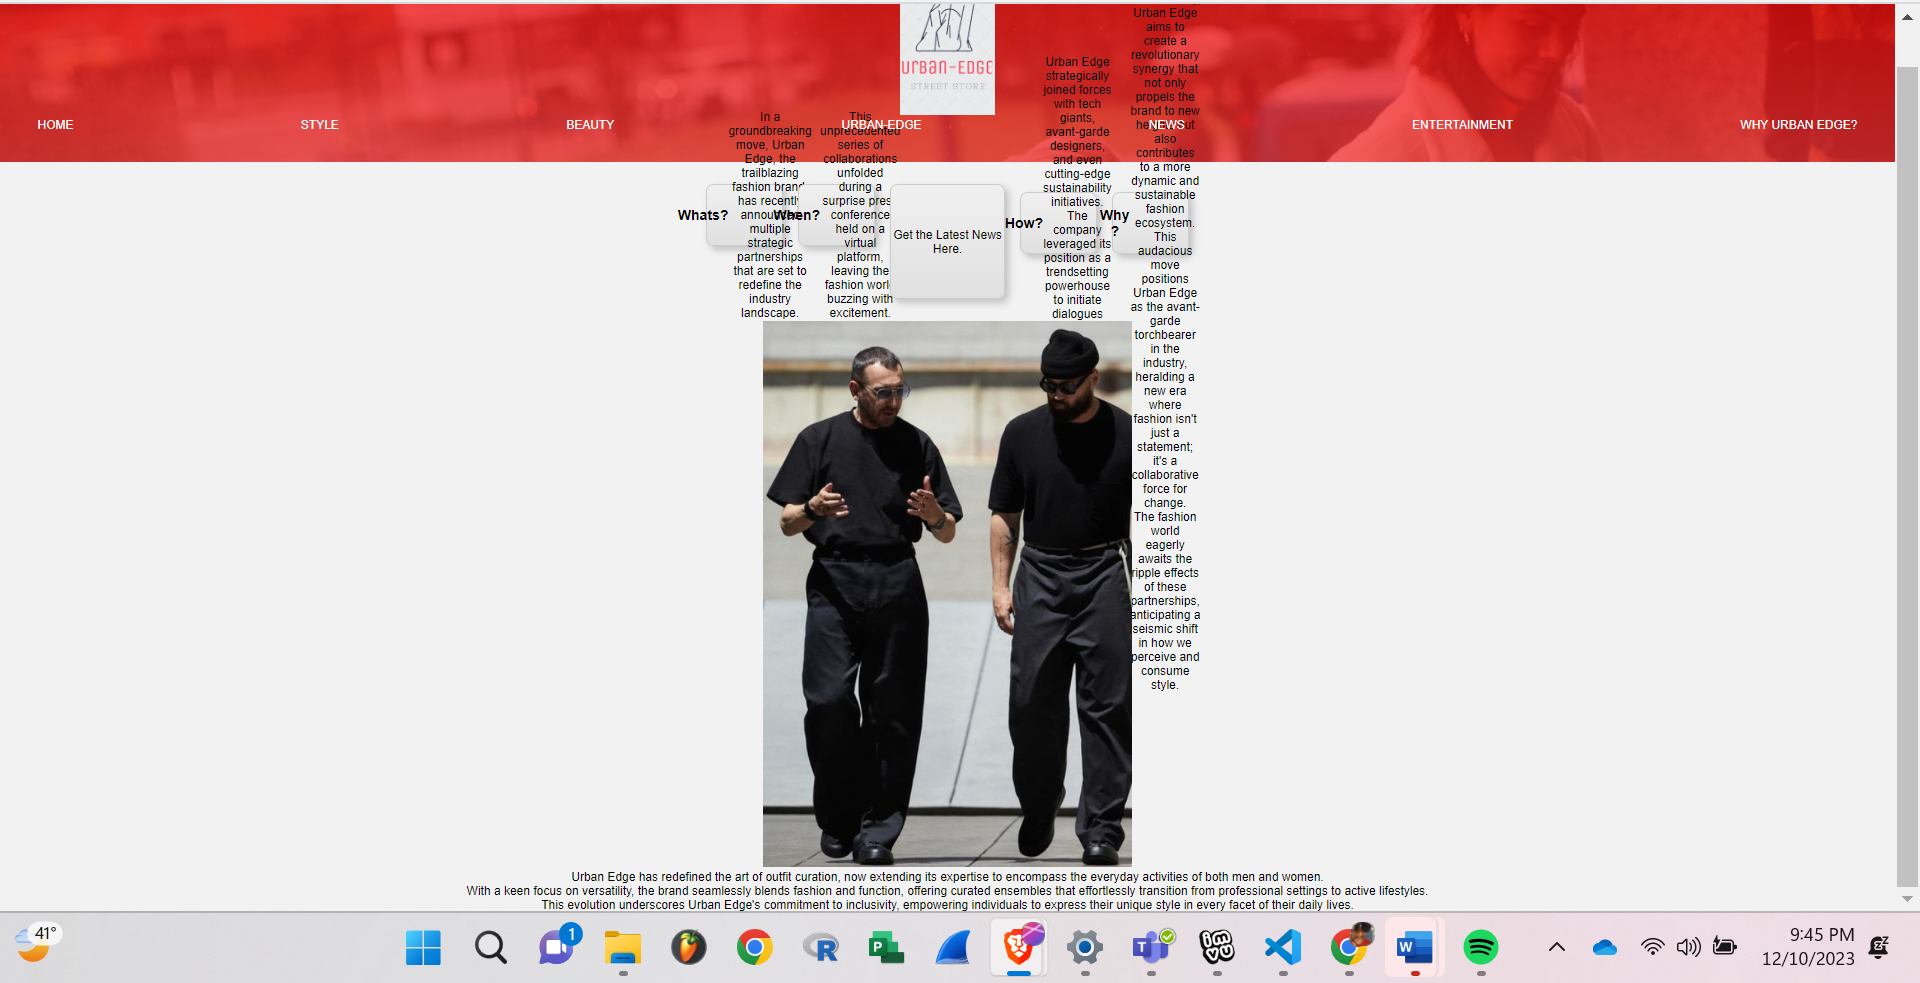 urban-EDGE
STREET STORE
HOME
STYLE
BEAUTY
URBAN-EDGE
NEWS
ENTERTAINMENT
WHY URBAN EDGE?
Whats?
In a
groundbreaking
move, Urban
Edge, the
trailblazing
fashion brand
has recently
announced
multiple
strategic
partnerships
that are set to
redefine the
industry
landscape.
When?
This
unprecedented
series of
collaborations
unfolded
during a
surprise press
conference
held on a
virtual
platform,
leaving the
fashion world
buzzing with
excitement.
Get the Latest News
Here.
How?
Urban Edge
strategically
joined forces
with tech
giants,
avant-garde
designers,
and even
cutting-edge
sustainability
initiatives.
The
company
leveraged its
position as a
trendsetting
powerhouse
to initiate
dialogues
Why
?
Urban Edge
aims to
create a
revolutionary
synergy that
not only
propels the
brand to new
heights but
also
contributes
to a more
dynamic and
sustainable
fashion
ecosystem.
This
audacious
move
positions
Urban Edge
as the avant-
garde
torchbearer
in the
industry,
heralding a
new era
where
fashion isn't
just a
statement;
it's a
collaborative
force for
change.
The fashion
world
eagerly
awaits the
ripple effects
of these
partnerships,
anticipating a
seismic shift
in how we
perceive and
consume
style.
Urban Edge has redefined the art of outfit curation, now extending its expertise to encompass the everyday activities of both men and women.
With a keen focus on versatility, the brand seamlessly blends fashion and function, offering curated ensembles that effortlessly transition from professional settings to active lifestyles.
This evolution underscores Urban Edge's commitment to inclusivity, empowering individuals to express their unique style in every facet of their daily lives.
41°
1
9:45 PM
12/10/2023